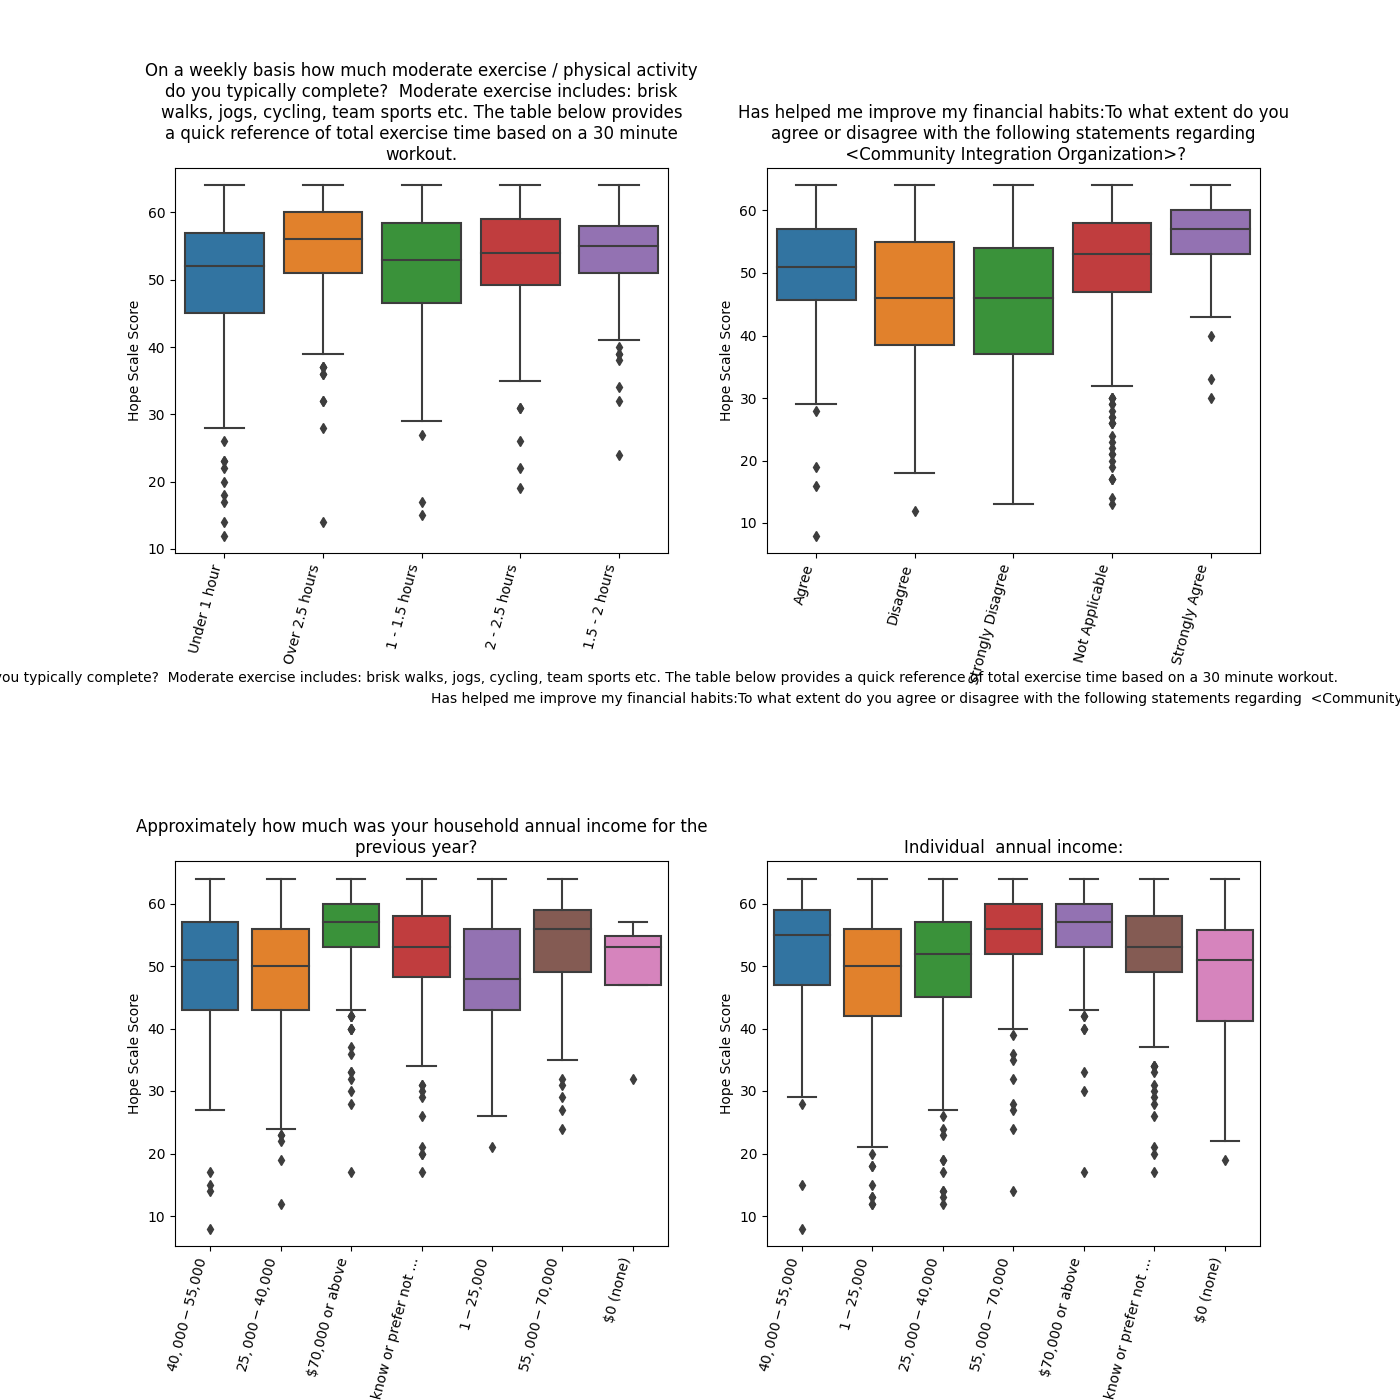 On a weekly basis how much moderate exercise / physical activity
do you typically complete?  Moderate exercise includes: brisk
walks, jogs, cycling, team sports etc. The table below provides
a quick reference of total exercise time based on a 30 minute
workout.
Hope Scale Score
60
50
40
30
20
10
Under 1 hour
Over 2.5 hours
1 - 1.5 hours
2 - 2.5 hours
1.5 - 2 hours
Has helped me improve my financial habits:To what extent do you
agree or disagree with the following statements regarding
<Community Integration Organization>?
Hope Scale Score
60
50
40
30
20
10
Agree
Disagree
Strongly Disagree
Not Applicable
Strongly Agree
you typically complete?  Moderate exercise includes: brisk walks, jogs, cycling, team sports etc. The table below provides a quick reference of total exercise time based on a 30 minute workout.
Has helped me improve my financial habits:To what extent do you agree or disagree with the following statements regarding  <Community
Approximately how much was your household annual income for the
previous year?
Hope Scale Score
60
50
40
30
20
10
40, 000 − 55,000
25, 000 − 40,000
$70,000 or above
know or prefer not ...
1 − 25,000
55, 000 − 70,000
$0 (none)
Individual  annual income:
Hope Scale Score
60
50
40
30
20
10
40, 000 − 55,000
1 − 25,000
25, 000 − 40,000
55, 000 − 70,000
$70,000 or above
know or prefer not ...
$0 (none)